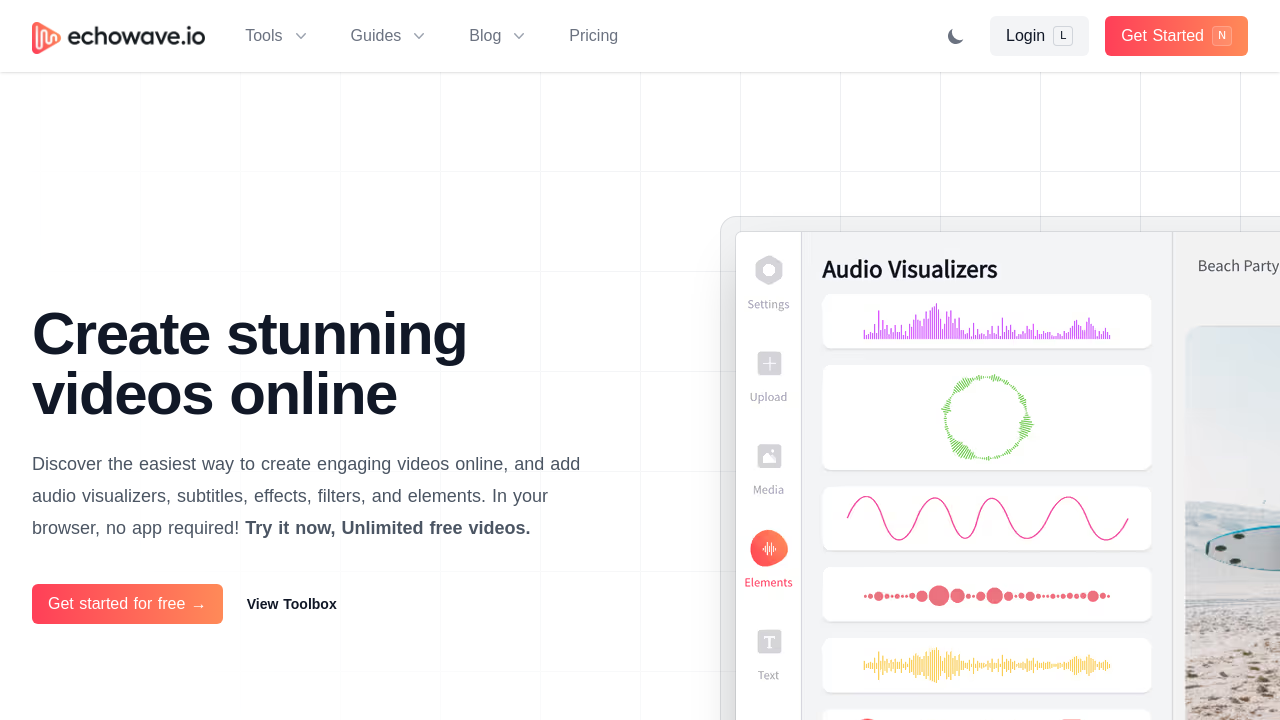 echowave.io
Tools
Guides
Blog
Pricing
Login L
Get Started N
Create stunning
videos online
Discover the easiest way to create engaging videos online, and add
audio visualizers, subtitles, effects, filters, and elements. In your
browser, no app required! Try it now, Unlimited free videos.
Get started for free →
View Toolbox
Settings
Upload
Media
Elements
Text
Audio Visualizers
Beach Party